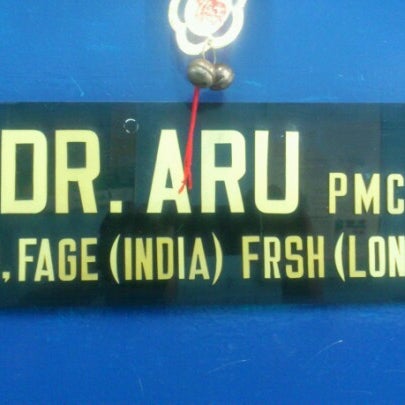 DR. ARU PMC
, FAGE (INDIA) FRSH (LON